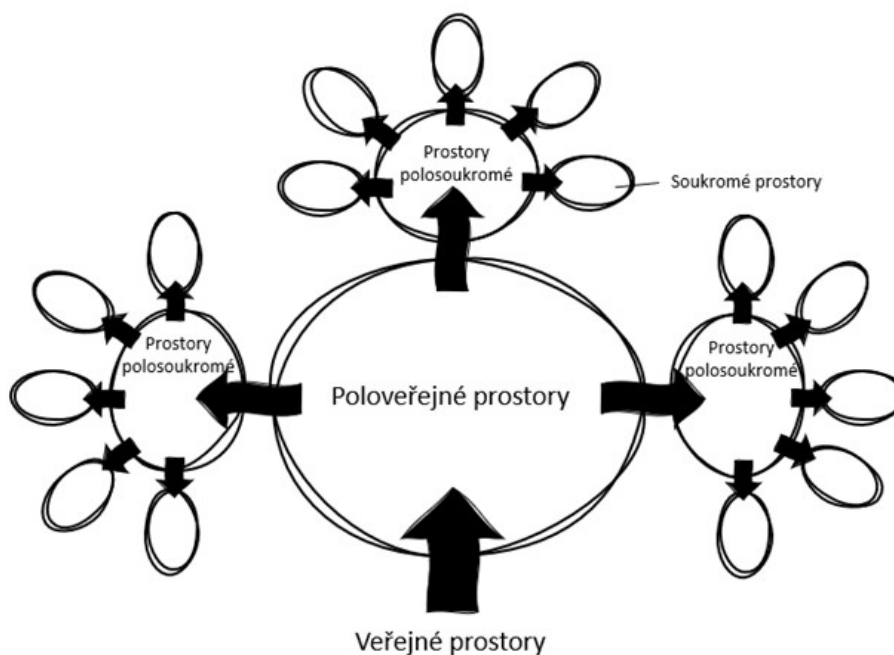 Prostory
polosoukromé
Soukromé prostory
Prostory
polosoukromé
Prostory
polosoukromé
Poloveřejné prostory
Veřejné prostory